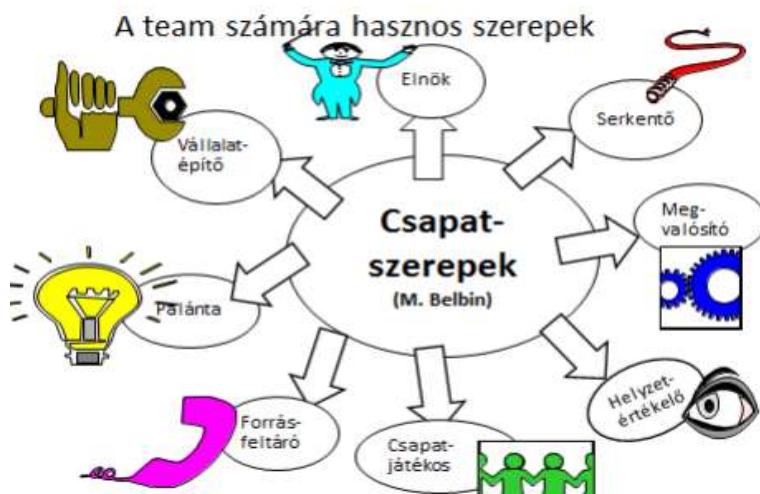 A team számára hasznos szerepek
Elnök
Serkentő
Vállalat-
építő
Csapat-
szerepek
(M. Belbin)
Meg-
valósító
Palánta
Helyzet-
értékelő
Forrás-
feltáró
Csapat-
játékos